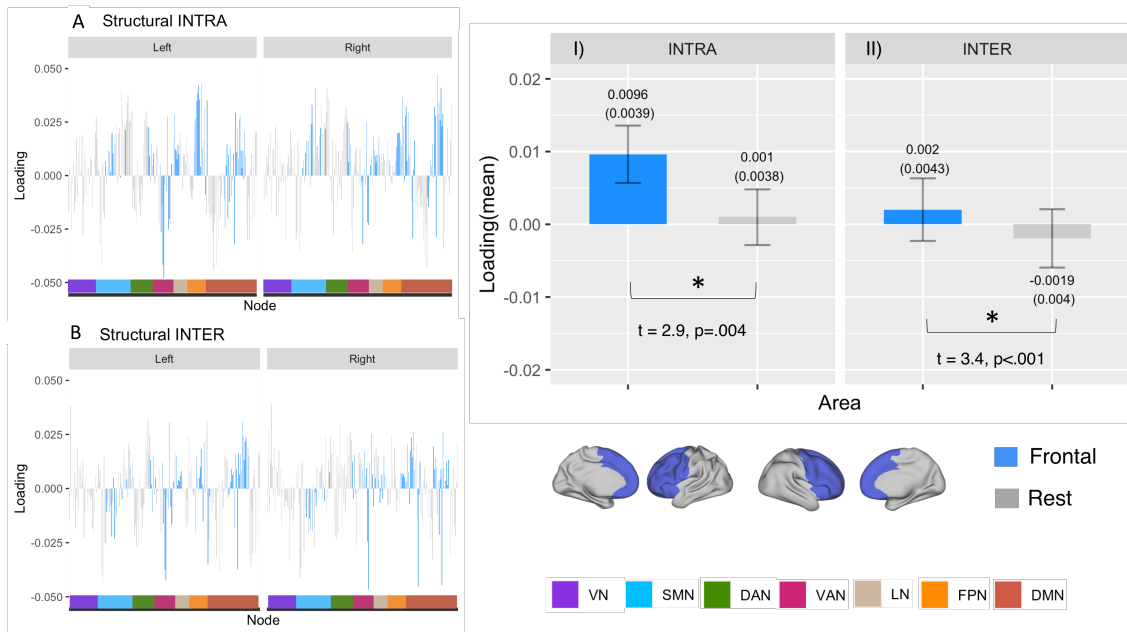 A Structural INTRA
Left
Right
0.050
0.025
0.000
-0.025
-0.050
Loading
Node
B Structural INTER
Left
Right
0.050
0.025
0.000
-0.025
-0.050
Loading
Node
I) INTRA
II) INTER
0.02
0.01
0.00
-0.01
-0.02
Loading(mean)
0.0096
(0.0039)
0.001
(0.0038)
*
t = 2.9, p=.004
0.002
(0.0043)
-0.0019
(0.004)
*
t = 3.4, p<.001
Area
Frontal
Rest
VN SMN DAN VAN LN FPN DMN